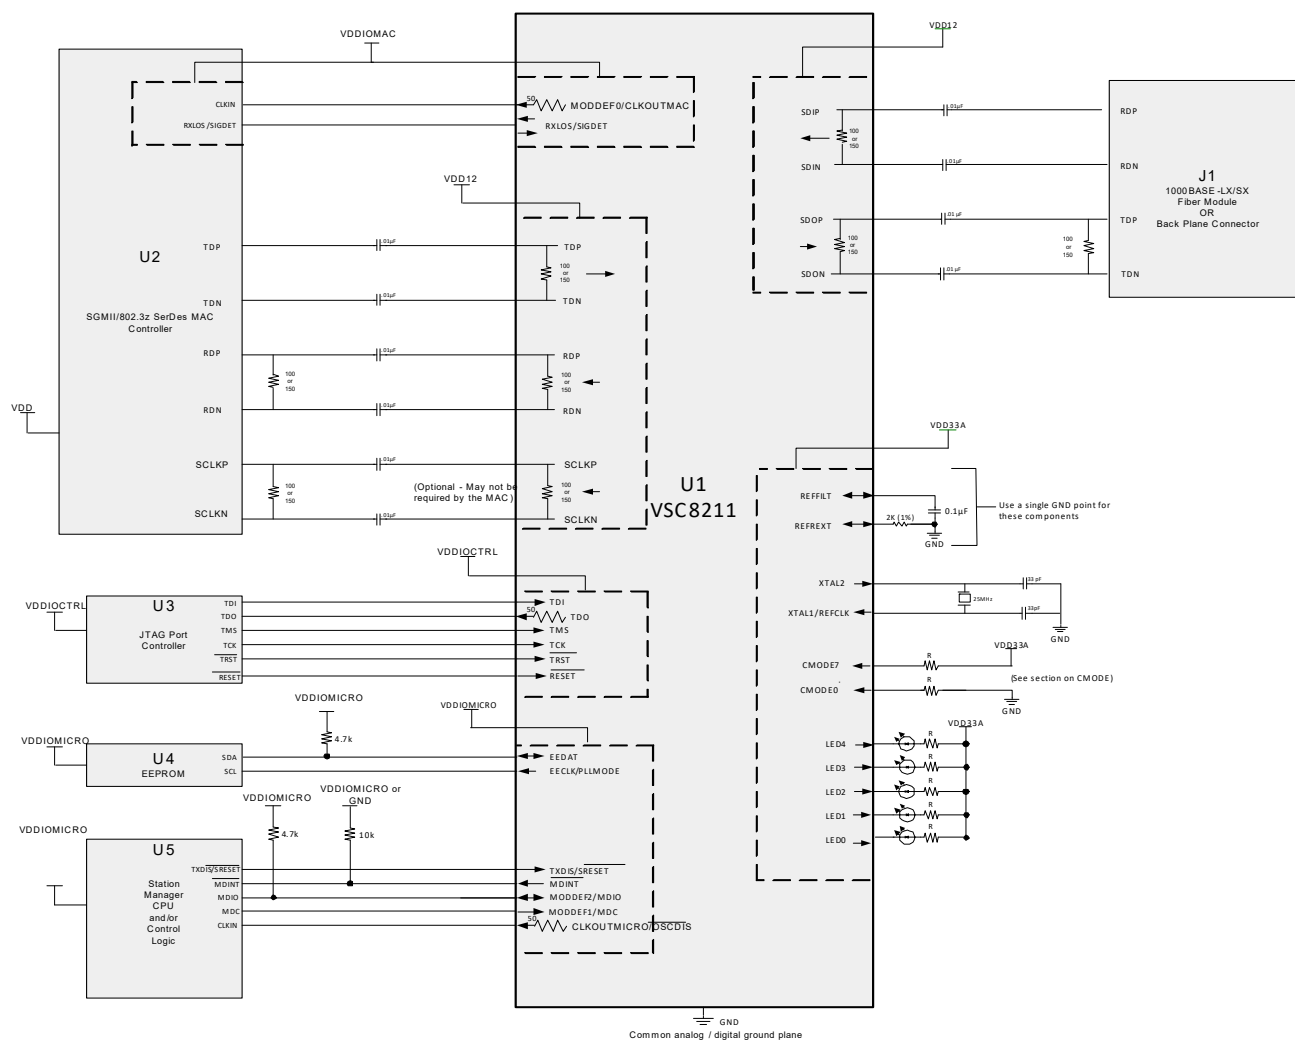 VDDIOMAC
VDD12
CLKIN
50
MODDEF0/CLKOUTMAC
RXLOS/SIGDET
RXLOS/SIGDET
SDIP
.01µF
RDP
100
or
150
SDIN
.01µF
RDN
J1
1000BASE-LX/SX
Fiber Module
OR
Back Plane Connector
VDD12
SDOP
.01µF
TDP
100
or
150
100
or
150
SDON
.01µF
TDN
U2
SGMII/802.3z SerDes MAC
Controller
TDP
.01µF
TDP
100
or
150
TDN
.01µF
TDN
RDP
.01µF
RDP
100
or
150
100
or
150
RDN
.01µF
RDN
VDD
SCLKP
.01µF
SCLKP
100
or
150
(Optional - May not be
required by the MAC)
100
or
150
SCLKN
.01µF
SCLKN
U1
VSC8211
VDD33A
REFFILT
0.1µF
REFREXT
2K (1%)
GND
Use a single GND point for
these components
XTAL2
33 pF
25MHz
XTAL1/REFCLK
33pF
GND
VDD33A
CMODE7
R
(See section on CMODE)
CMODE0
R
GND
VDD33A
LED4
R
LED3
R
LED2
R
LED1
R
LED0
R
VDDIOCTRL
VDDIOCTRL
U3
JTAG Port
Controller
TDI
TDI
TDO
50
TDO
TMS
TMS
TCK
TCK
TRST
TRST
RESET
RESET
VDDIOMICRO
VDDIOMICRO
4.7k
VDDIOMICRO
U4
EEPROM
SDA
EEDAT
SCL
EECLK/PLLMODE
VDDIOMICRO
4.7k
VDDIOMICRO or
GND
10k
VDDIOMICRO
U5
Station
Manager
CPU
and/or
Control
Logic
TXDIS/SRESET
TXDIS/SRESET
MDINT
MDINT
MDIO
MODDEF2/MDIO
MDC
MODDEF1/MDC
CLKIN
50
CLKOUTMICRO/OSCDIS
GND
Common analog / digital ground plane